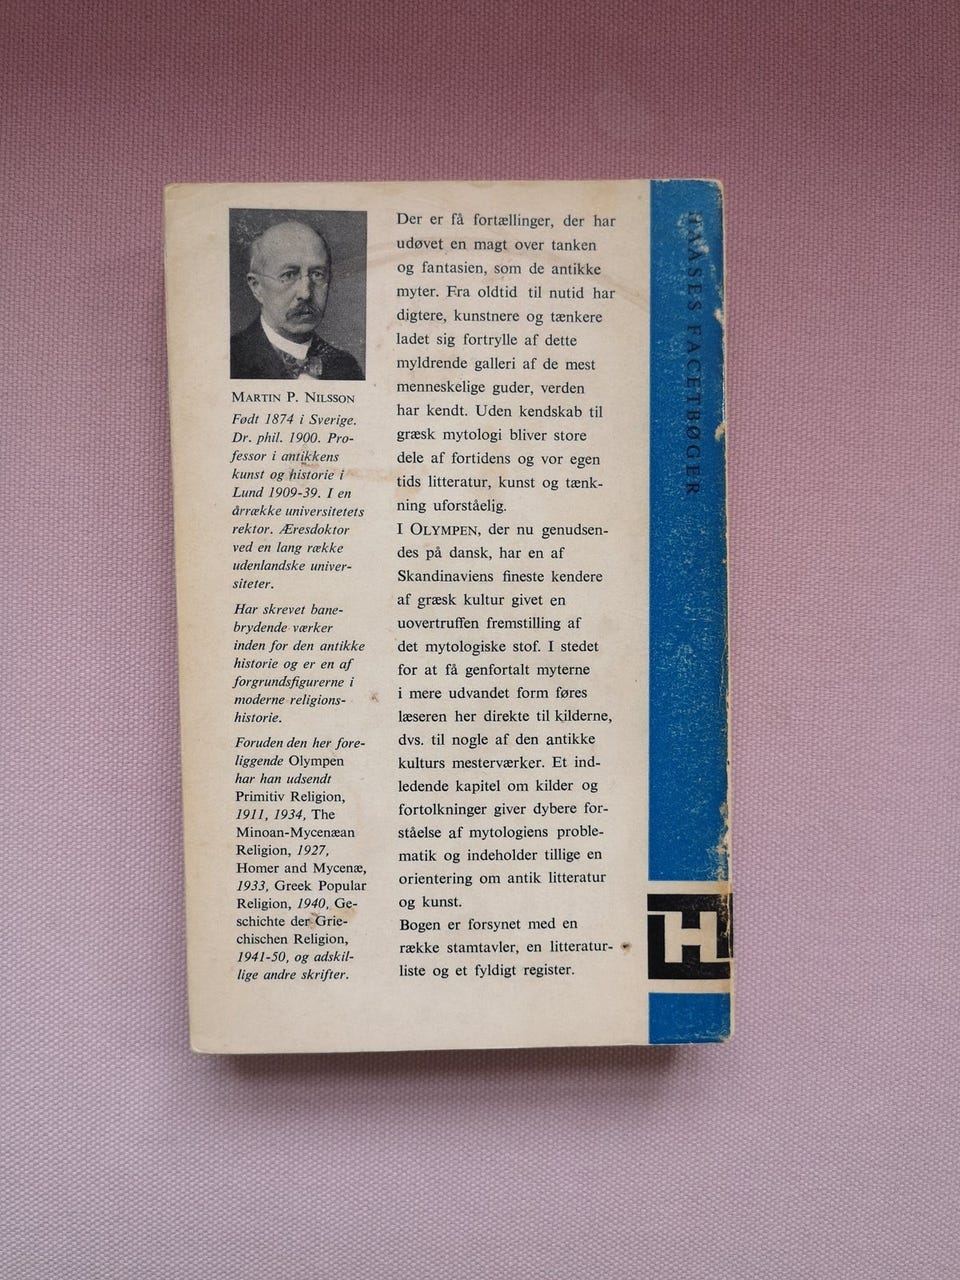 MARTIN P. NILSSON
Født 1874 i Sverige.
Dr. phil. 1900. Pro-
fessor i antikkens
kunst og historie i
Lund 1909-39. I en
årrække universitetets
rektor. Æresdoktor
ved en lang række
udenlandske univer-
siteter.
Har skrevet bane-
brydende værker
inden for den antikke
historie og er en af
forgrundsfigurerne i
moderne religions-
historie.
Foruden den her fore-
liggende Olympen
har han udsendt
Primitiv Religion,
1911, 1934, The
Minoan-Mycenæan
Religion, 1927,
Homer and Mycenæ,
1933, Greek Popular
Religion, 1940, Ge-
schichte der Grie-
chischen Religion,
1941-50, og adskil-
lige andre skrifter.
Der er få fortællinger, der har
udøvet en magt over tanken
og fantasien, som de antikke
myter. Fra oldtid til nutid har
digtere, kunstnere og tænkere
ladet sig fortrylle af dette
myldrende galleri af de mest
menneskelige guder, verden
har kendt. Uden kendskab til
græsk mytologi bliver store
dele af fortidens og vor egen
tids litteratur, kunst og tænk-
ning uforståelig.
I OLYMPEN, der nu genudsen-
des på dansk, har en af
Skandinaviens fineste kendere
af græsk kultur givet en
uovertruffen fremstilling af
det mytologiske stof. I stedet
for at få genfortalt myterne
i mere udvandet form føres
læseren her direkte til kilderne,
dvs. til nogle af den antikke
kulturs mesterværker. Et ind-
ledende kapitel om kilder og
fortolkninger giver dybere for-
ståelse af mytologiens proble-
matik og indeholder tillige en
orientering om antik litteratur
og kunst.
Bogen er forsynet med en
række stamtavler, en litteratur-
liste og et fyldigt register.
HAASES FACETBØGER
H